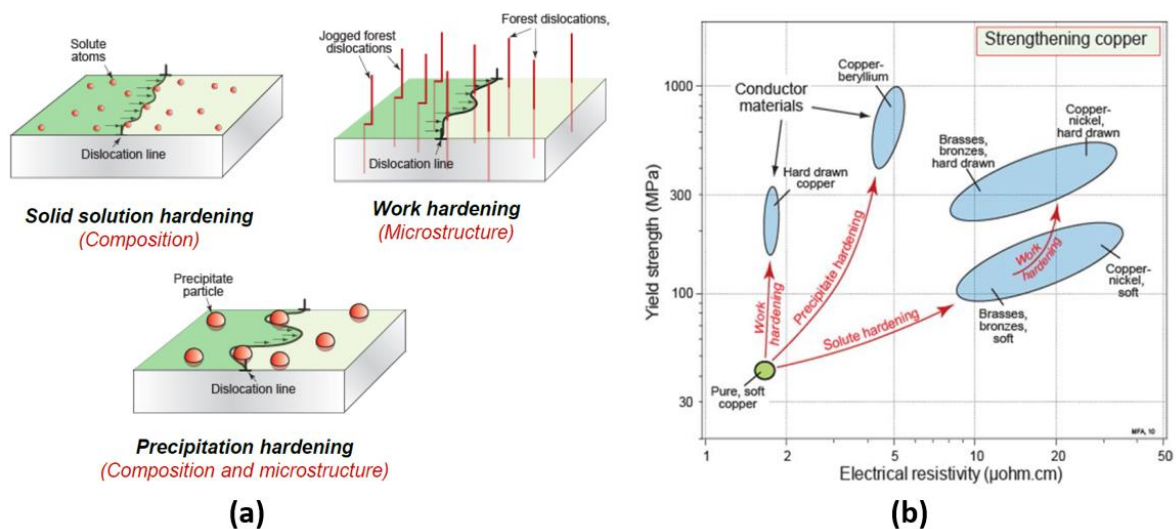 Solute
atoms
Dislocation line
Solid solution hardening
(Composition)
Jogged forest
dislocations
Forest dislocations,
Dislocation line
Work hardening
(Microstructure)
Precipitate
particle
Dislocation line
Precipitation hardening
(Composition and microstructure)
(a)
Strengthening copper
Yield strength (MPa)
1000
300
100
30
Copper-
beryllium
Conductor
materials
Hard drawn
copper
Brasses,
bronzes,
hard drawn
Copper-
nickel,
hard drawn
Work
hardening
Precipitate hardening
Solute hardening
Work
hardening
Copper-
nickel,
soft
Brasses,
bronzes,
soft
Pure, soft
copper
MFA, 10
1
2
5
10
20
50
Electrical resistivity (μohm.cm)
(b)